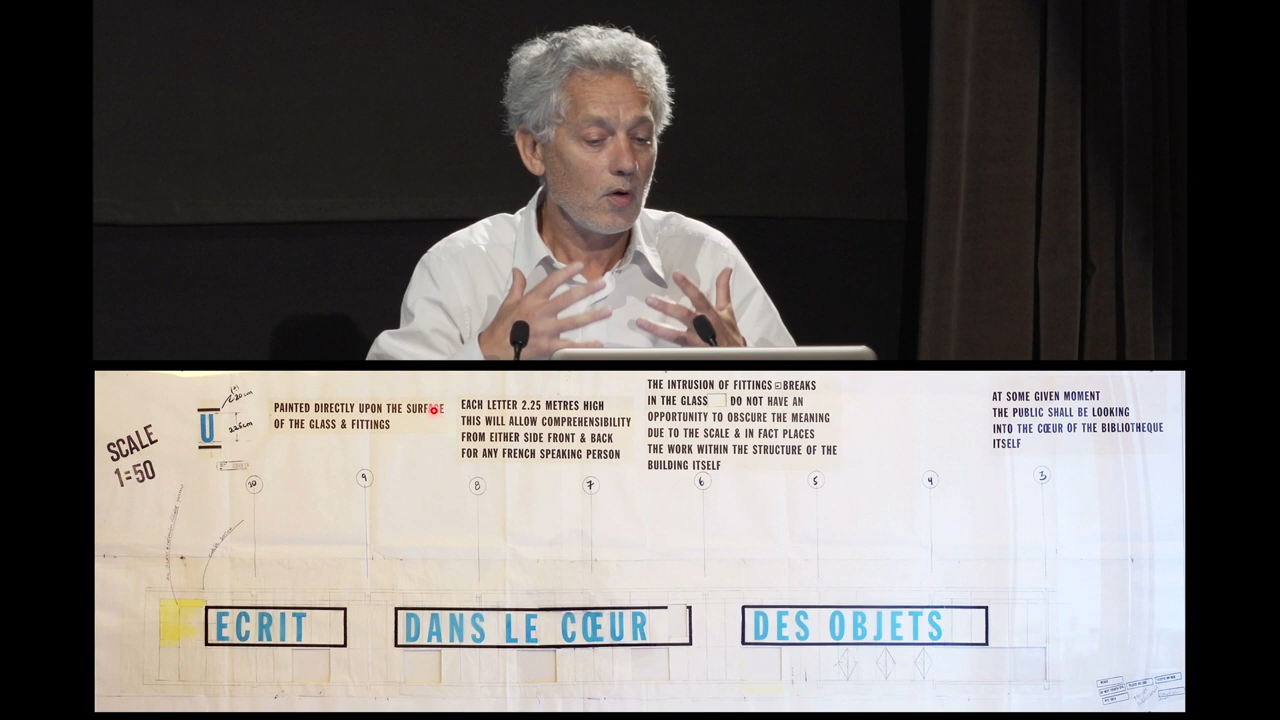 SCALE
1=50
U
PAINTED DIRECTLY UPON THE SURFACE
OF THE GLASS & FITTINGS
EACH LETTER 2.25 METRES HIGH
THIS WILL ALLOW COMPREHENSIBILITY
FROM EITHER SIDE FRONT & BACK
FOR ANY FRENCH SPEAKING PERSON
THE INTRUSION OF FITTINGS BREAKS
IN THE GLASS DO NOT HAVE AN
OPPORTUNITY TO OBSCURE THE MEANING
DUE TO THE SCALE & IN FACT PLACES
THE WORK WITHIN THE STRUCTURE OF THE
BUILDING ITSELF
AT SOME GIVEN MOMENT
THE PUBLIC SHALL BE LOOKING
INTO THE CŒUR OF THE BIBLIOTHEQUE
ITSELF
10 9 8 7 6 5 4 3
ECRIT DANS LE CŒUR DES OBJETS